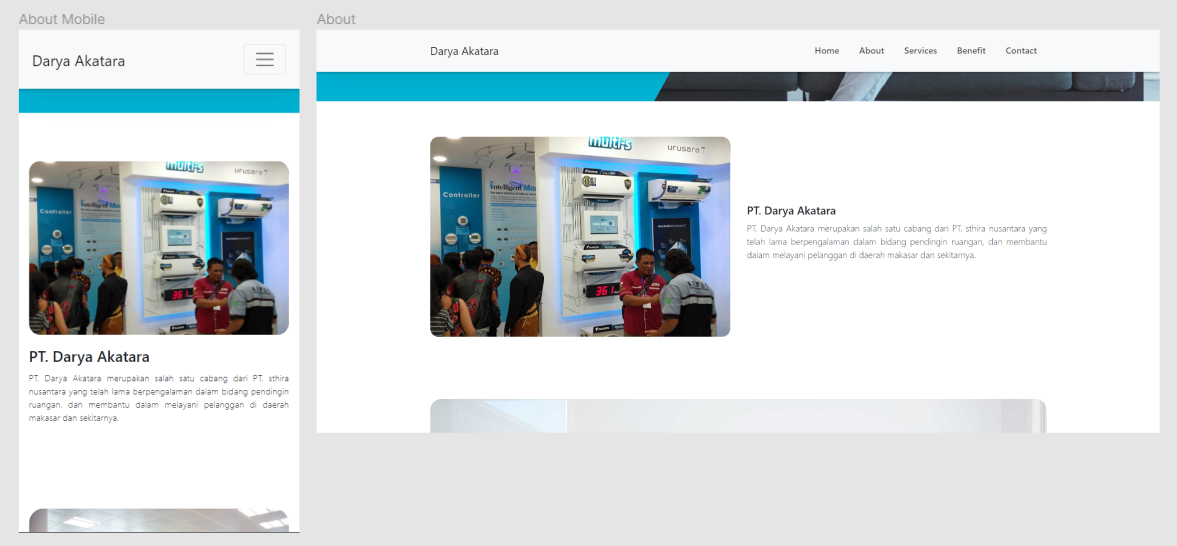 About Mobile
About
Darya Akatara
Darya Akatara
Home About Services Benefit Contact
multi-s
urusara7
Controller
Intelligent
361
PT. Darya Akatara
PT. Darya Akatara merupakan salah satu cabang dari PT. sthira
nusantara yang telah lama berpengalaman dalam bidang pendingin
ruangan, dan membantu dalam melayani pelanggan di daerah
makasar dan sekitarnya.
multi-s
urusara7
Controller
Intelligent
361
PT. Darya Akatara
PT. Darya Akatara merupakan salah satu cabang dari PT. sthira nusantara yang
telah lama berpengalaman dalam bidang pendingin ruangan, dan membantu
dalam melayani pelanggan di daerah makasar dan sekitarnya.